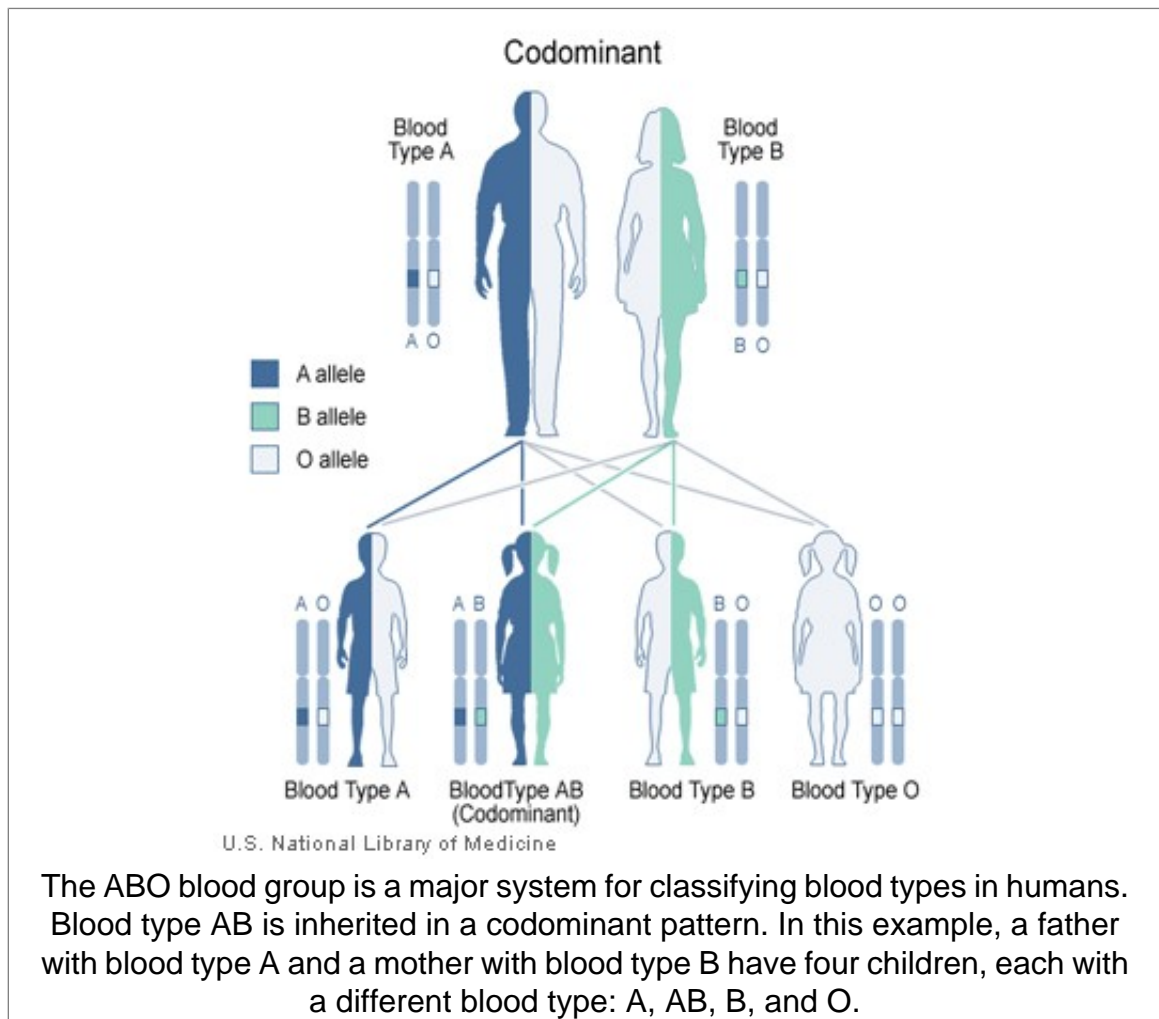 Codominant
Blood
Type A
Blood
Type B
A O
B O
A allele
B allele
O allele
A O
A B
B O
O O
Blood Type A
BloodType AB
(Codominant)
Blood Type B
Blood Type O
U.S. National Library of Medicine
The ABO blood group is a major system for classifying blood types in humans.
Blood type AB is inherited in a codominant pattern. In this example, a father
with blood type A and a mother with blood type B have four children, each with
a different blood type: A, AB, B, and O.